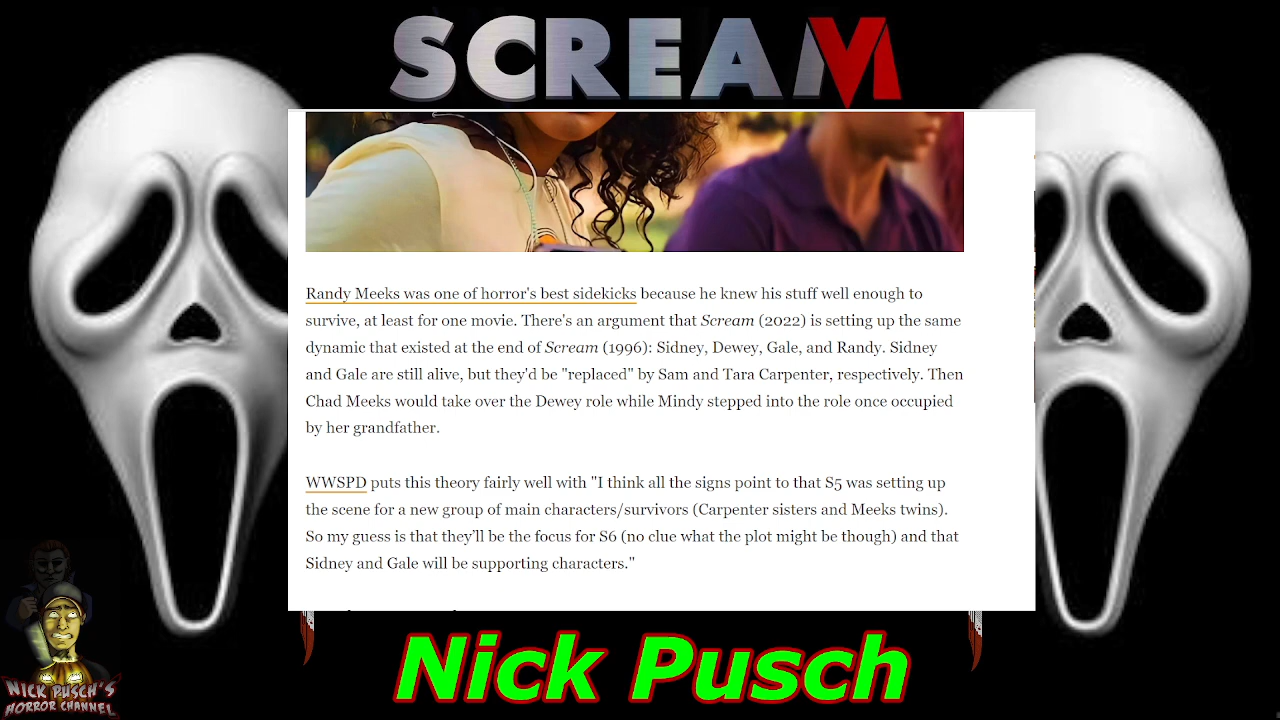 SCREAM
Randy Meeks was one of horror's best sidekicks because he knew his stuff well enough to
survive, at least for one movie. There's an argument that Scream (2022) is setting up the same
dynamic that existed at the end of Scream (1996): Sidney, Dewey, Gale, and Randy. Sidney
and Gale are still alive, but they'd be "replaced" by Sam and Tara Carpenter, respectively. Then
Chad Meeks would take over the Dewey role while Mindy stepped into the role once occupied
by her grandfather.
WWSPD puts this theory fairly well with "I think all the signs point to that S5 was setting up
the scene for a new group of main characters/survivors (Carpenter sisters and Meeks twins).
So my guess is that they'll be the focus for S6 (no clue what the plot might be though) and that
Sidney and Gale will be supporting characters."
Nick Pusch
NICK PUSCH'S
HORROR CHANNEL